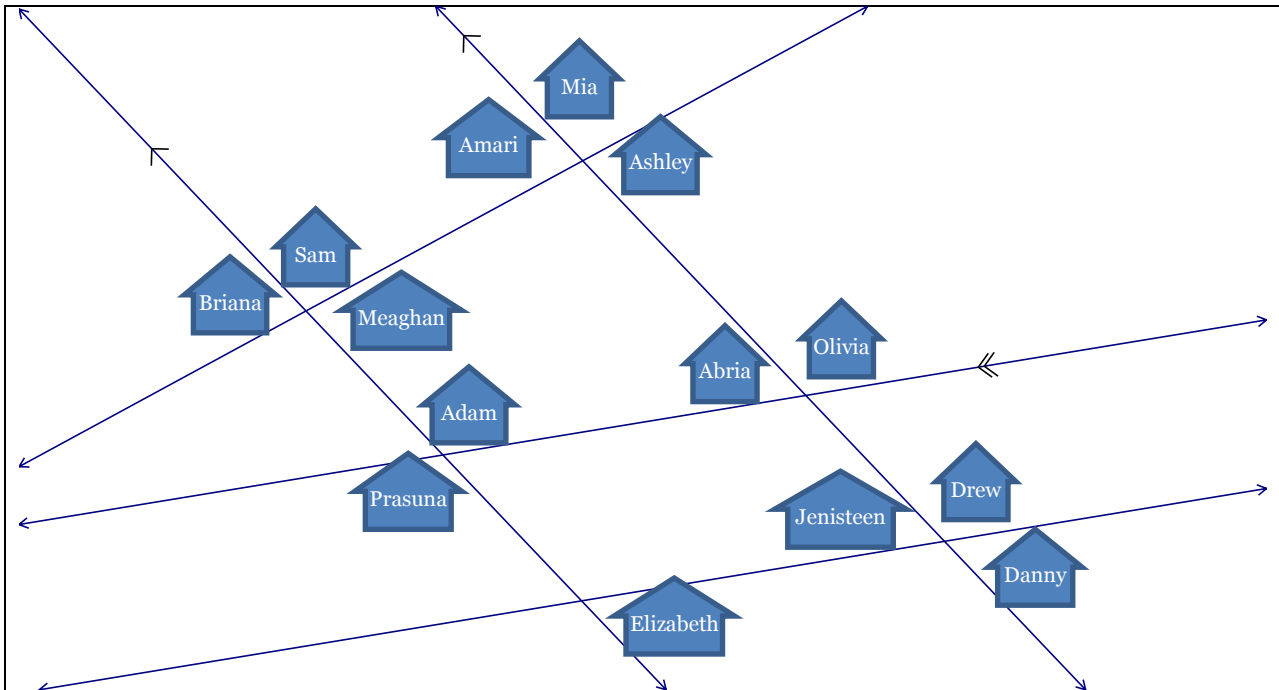 Mia
Amari
Ashley
Sam
Briana
Meaghan
Olivia
Abria
Adam
Drew
Prasuna
Jenisteen
Danny
Elizabeth